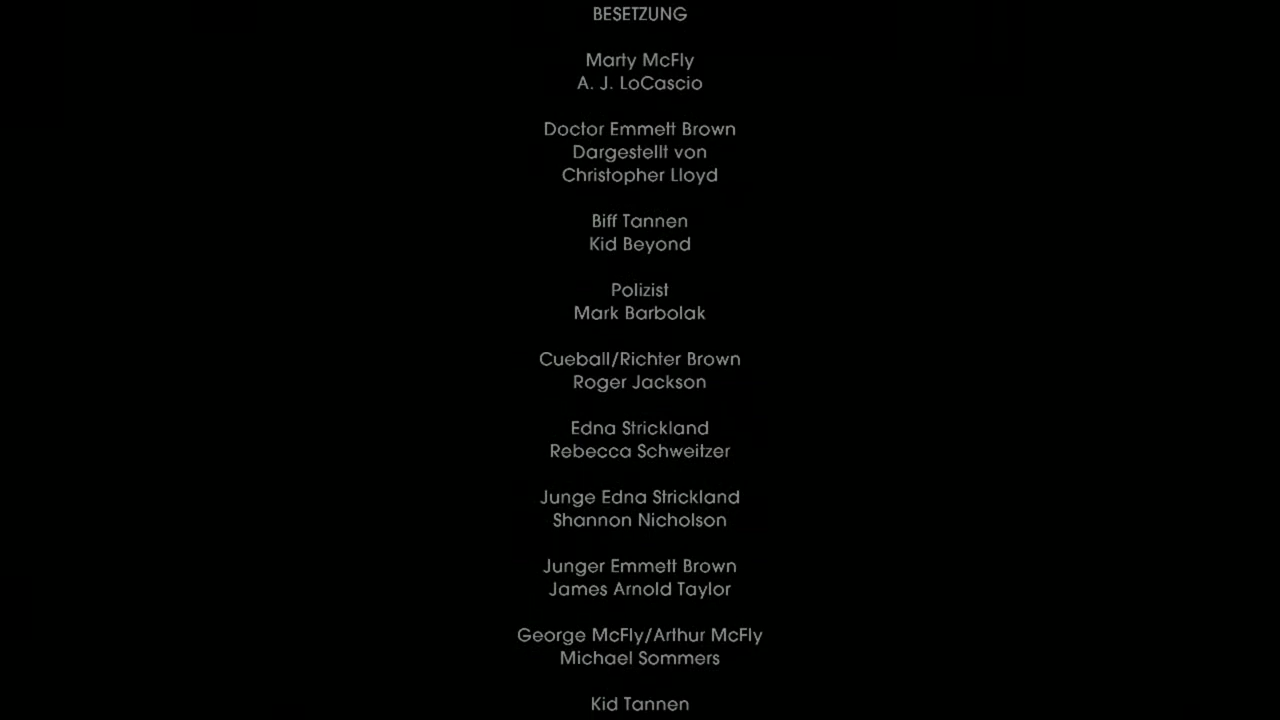 BESETZUNG
Marty McFly
A. J. LoCascio
Doctor Emmett Brown
Dargestellt von
Christopher Lloyd
Biff Tannen
Kid Beyond
Polizist
Mark Barbolak
Cueball/Richter Brown
Roger Jackson
Edna Strickland
Rebecca Schweitzer
Junge Edna Strickland
Shannon Nicholson
Junger Emmett Brown
James Arnold Taylor
George McFly/Arthur McFly
Michael Sommers
Kid Tannen